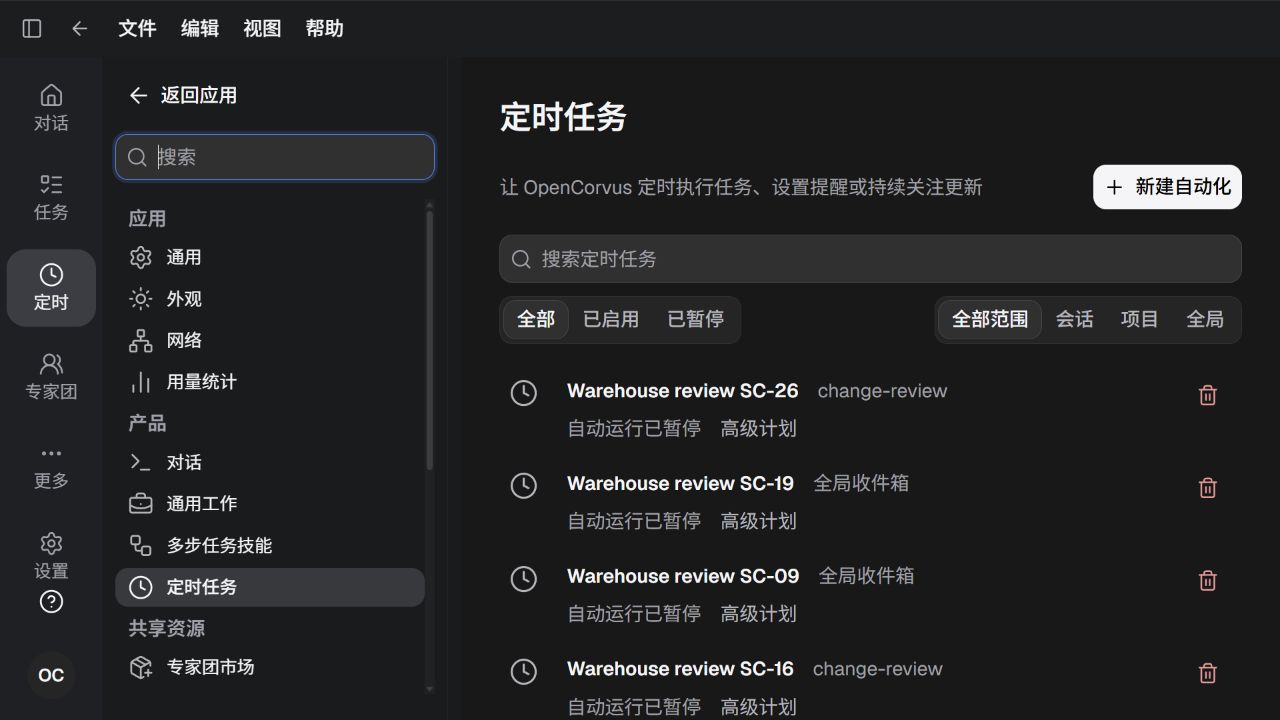 文件 编辑 视图 帮助
对话
任务
定时
专家团
更多
设置
OC
返回应用
搜索
应用
通用
外观
网络
用量统计
产品
对话
通用工作
多步任务技能
定时任务
共享资源
专家团市场
定时任务
让 OpenCorvus 定时执行任务、设置提醒或持续关注更新
新建自动化
搜索定时任务
全部 已启用 已暂停
全部范围 会话 项目 全局
Warehouse review SC-26 change-review
自动运行已暂停 高级计划
Warehouse review SC-19 全局收件箱
自动运行已暂停 高级计划
Warehouse review SC-09 全局收件箱
自动运行已暂停 高级计划
Warehouse review SC-16 change-review
自动运行已暂停 高级计划